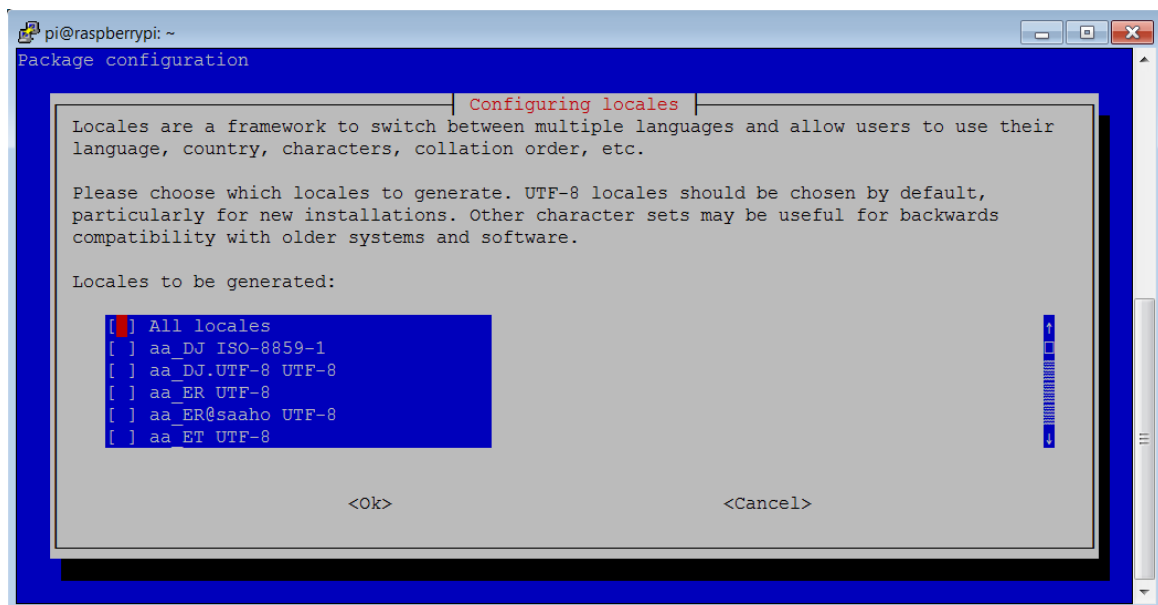 pi@raspberrypi: ~
Package configuration
Configuring locales
Locales are a framework to switch between multiple languages and allow users to use their
language, country, characters, collation order, etc.
Please choose which locales to generate. UTF-8 locales should be chosen by default,
particularly for new installations. Other character sets may be useful for backwards
compatibility with older systems and software.
Locales to be generated:
[ ] All locales
[ ] aa_DJ ISO-8859-1
[ ] aa_DJ.UTF-8 UTF-8
[ ] aa_ER UTF-8
[ ] aa_ER@saaho UTF-8
[ ] aa_ET UTF-8
<Ok> <Cancel>